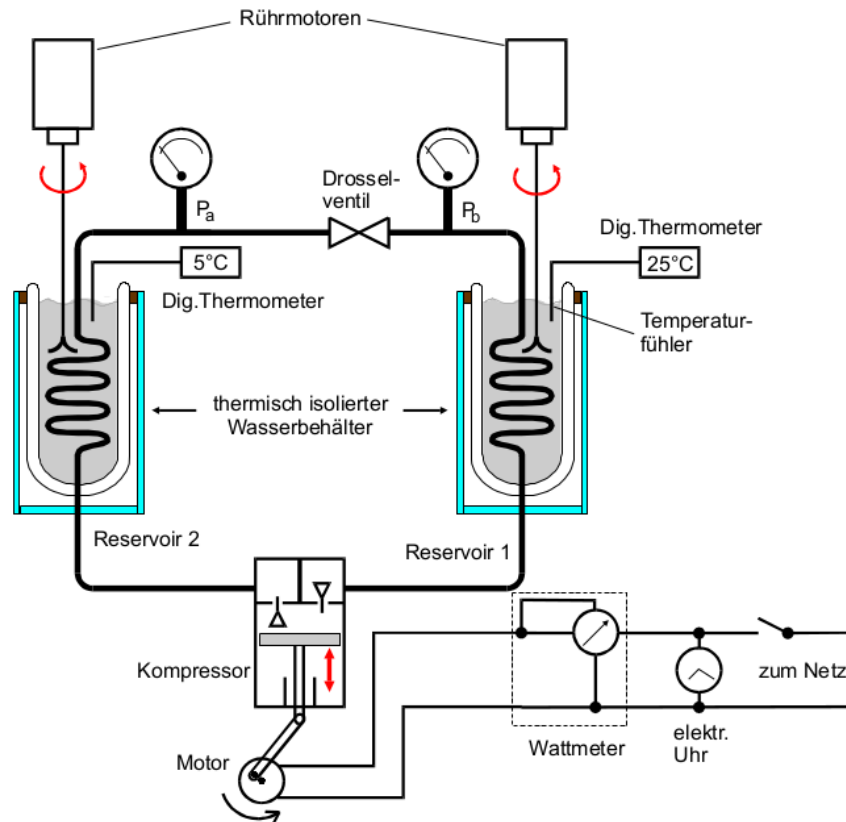 Rührmotoren
Drossel-
ventil
P_a
P_b
Dig.Thermometer
5°C
25°C
Dig.Thermometer
Temperatur-
fühler
thermisch isolierter
Wasserbehälter
Reservoir 2
Reservoir 1
Kompressor
zum Netz
Motor
Wattmeter
elektr.
Uhr